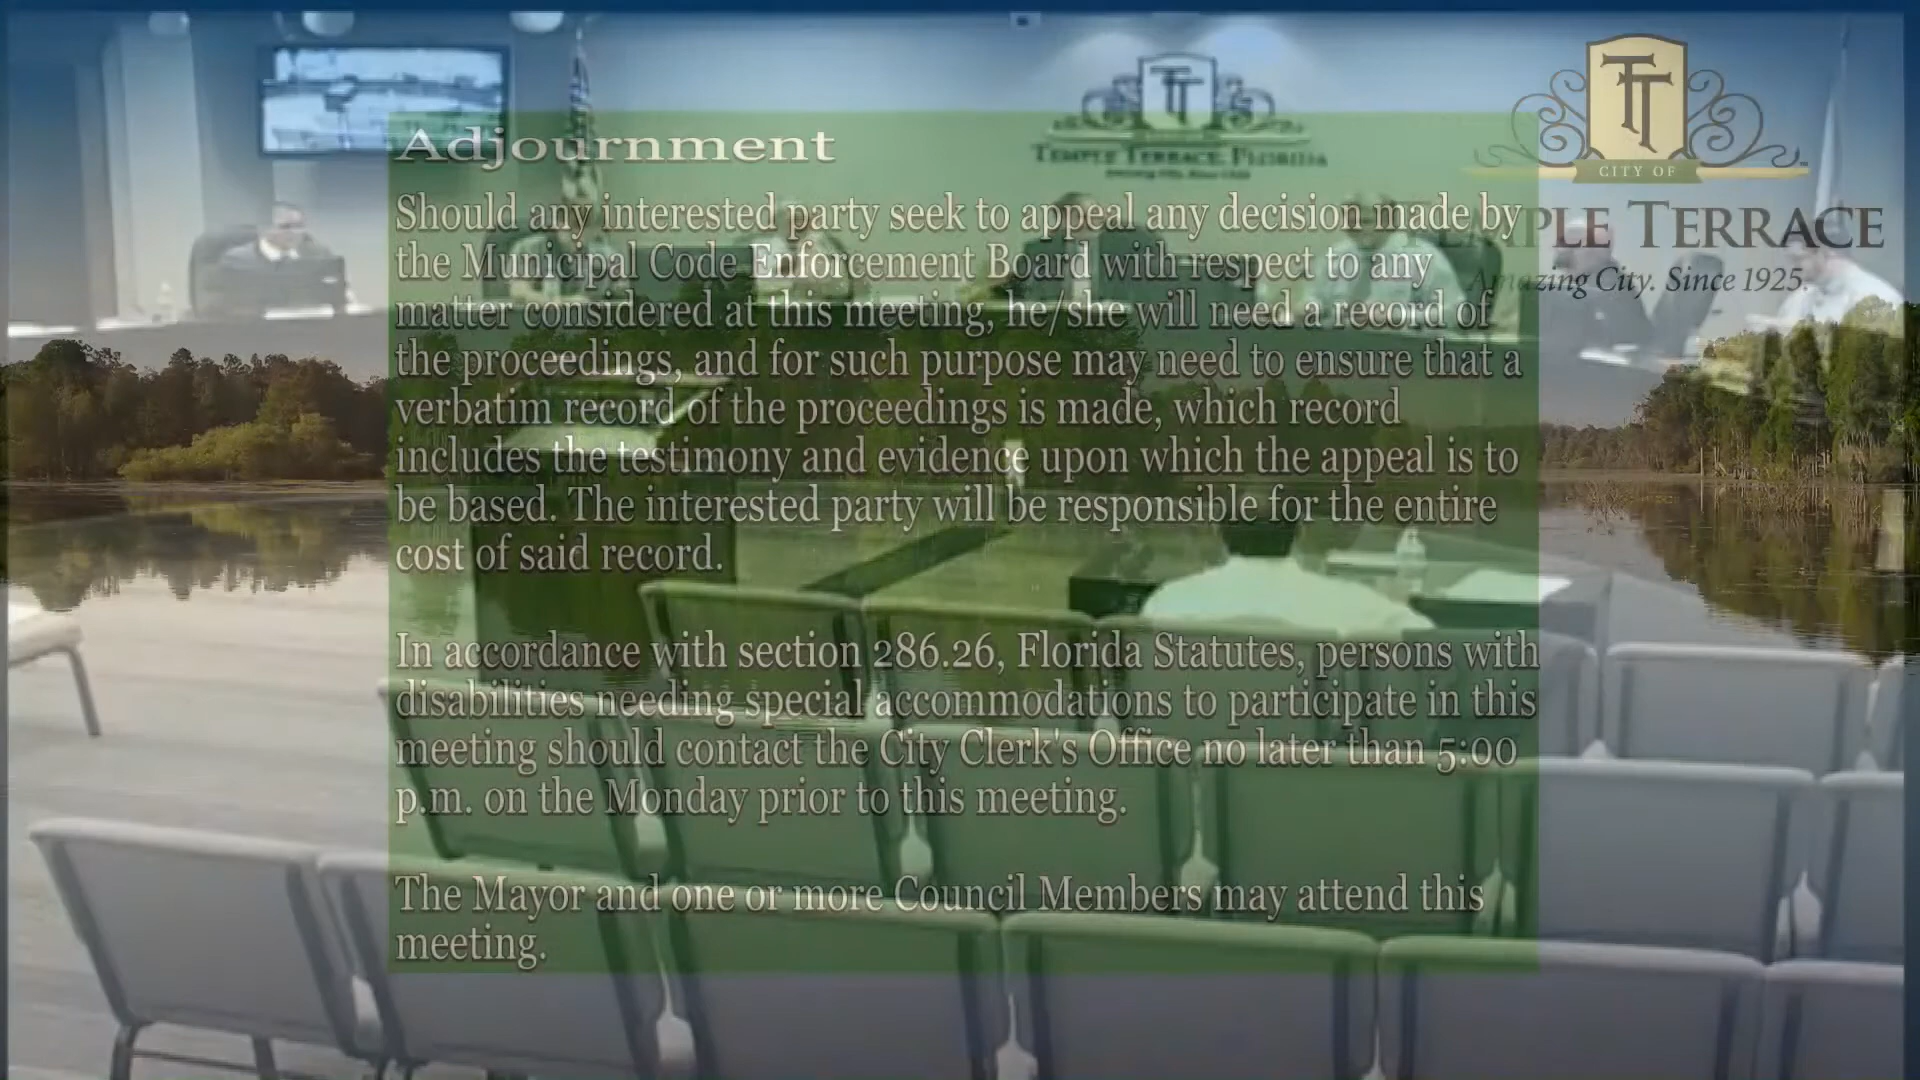 TT
TEMPLE TERRACE, FLORIDA
TT
CITY OF
TEMPLE TERRACE
Amazing City. Since 1925.
Adjournment
Should any interested party seek to appeal any decision made by
the Municipal Code Enforcement Board with respect to any
matter considered at this meeting, he/she will need a record of
the proceedings, and for such purpose may need to ensure that a
verbatim record of the proceedings is made, which record
includes the testimony and evidence upon which the appeal is to
be based. The interested party will be responsible for the entire
cost of said record.
In accordance with section 286.26, Florida Statutes, persons with
disabilities needing special accommodations to participate in this
meeting should contact the City Clerk's Office no later than 5:00
p.m. on the Monday prior to this meeting.
The Mayor and one or more Council Members may attend this
meeting.